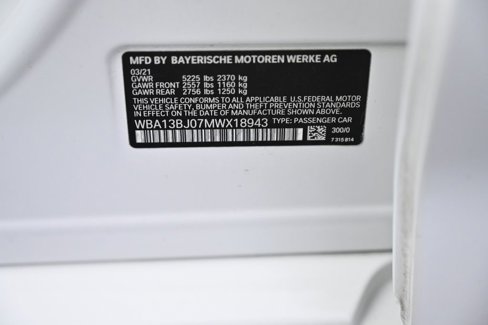 MFD BY BAYERISCHE MOTOREN WERKE AG
03/21
GVWR 5225 lbs 2370 kg
GAWR FRONT 2557 lbs 1160 kg
GAWR REAR 2756 lbs 1250 kg
THIS VEHICLE CONFORMS TO ALL APPLICABLE U.S.FEDERAL MOTOR
VEHICLE SAFETY, BUMPER AND THEFT PREVENTION STANDARDS
IN EFFECT ON THE DATE OF MANUFACTURE SHOWN ABOVE.
WBA13BJ07MWX18943 TYPE: PASSENGER CAR
300/0
7 315 814